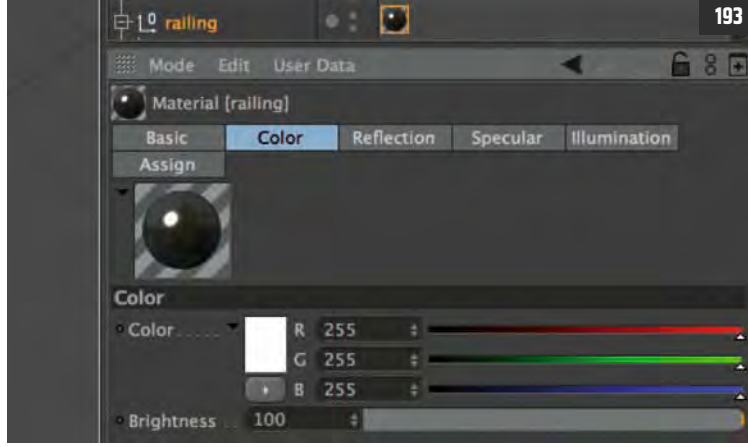 railing
193
Mode Edit User Data
Material [railing]
Basic Color Reflection Specular Illumination
Assign
Color
Color..... R 255
G 255
B 255
Brightness .. 100